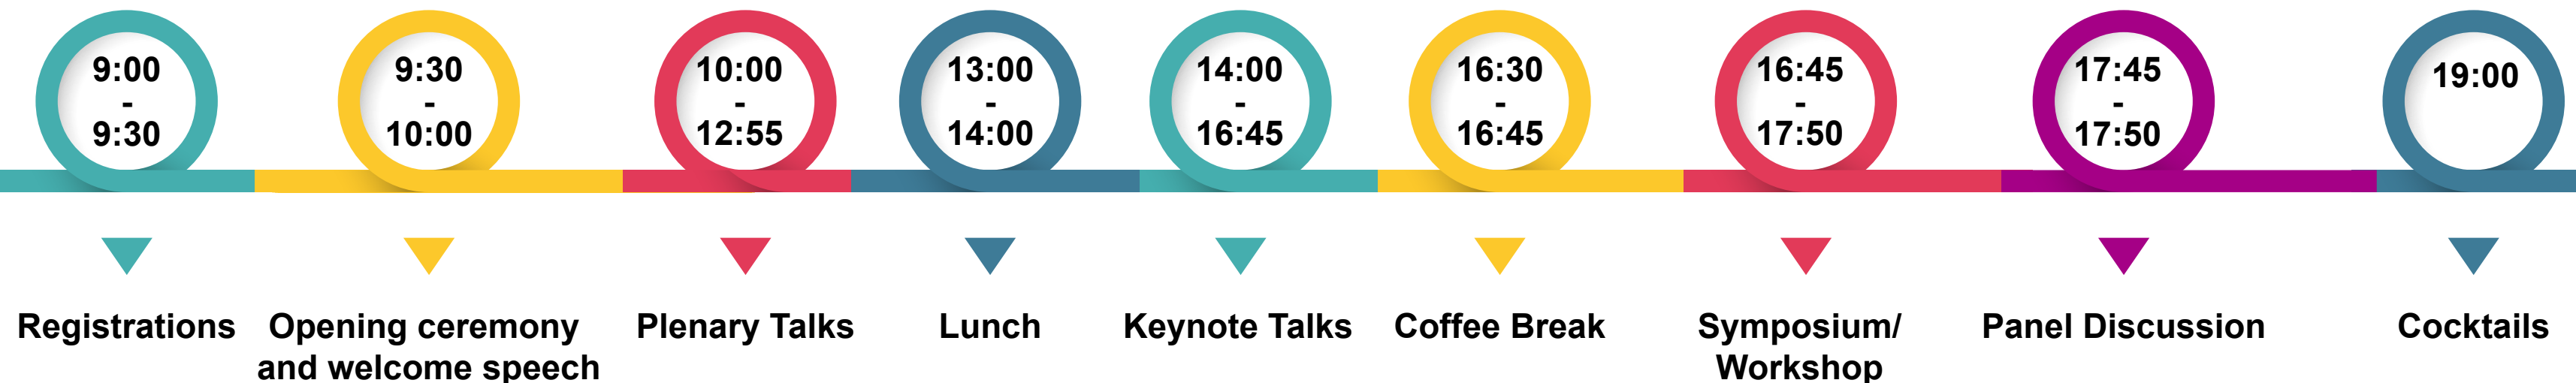 9:00
-
9:30
9:30
-
10:00
10:00
-
12:55
13:00
-
14:00
14:00
-
16:45
16:30
-
16:45
16:45
-
17:50
17:45
-
17:50
19:00
Registrations
Opening ceremony
and welcome speech
Plenary Talks
Lunch
Keynote Talks
Coffee Break
Symposium/
Workshop
Panel Discussion
Cocktails